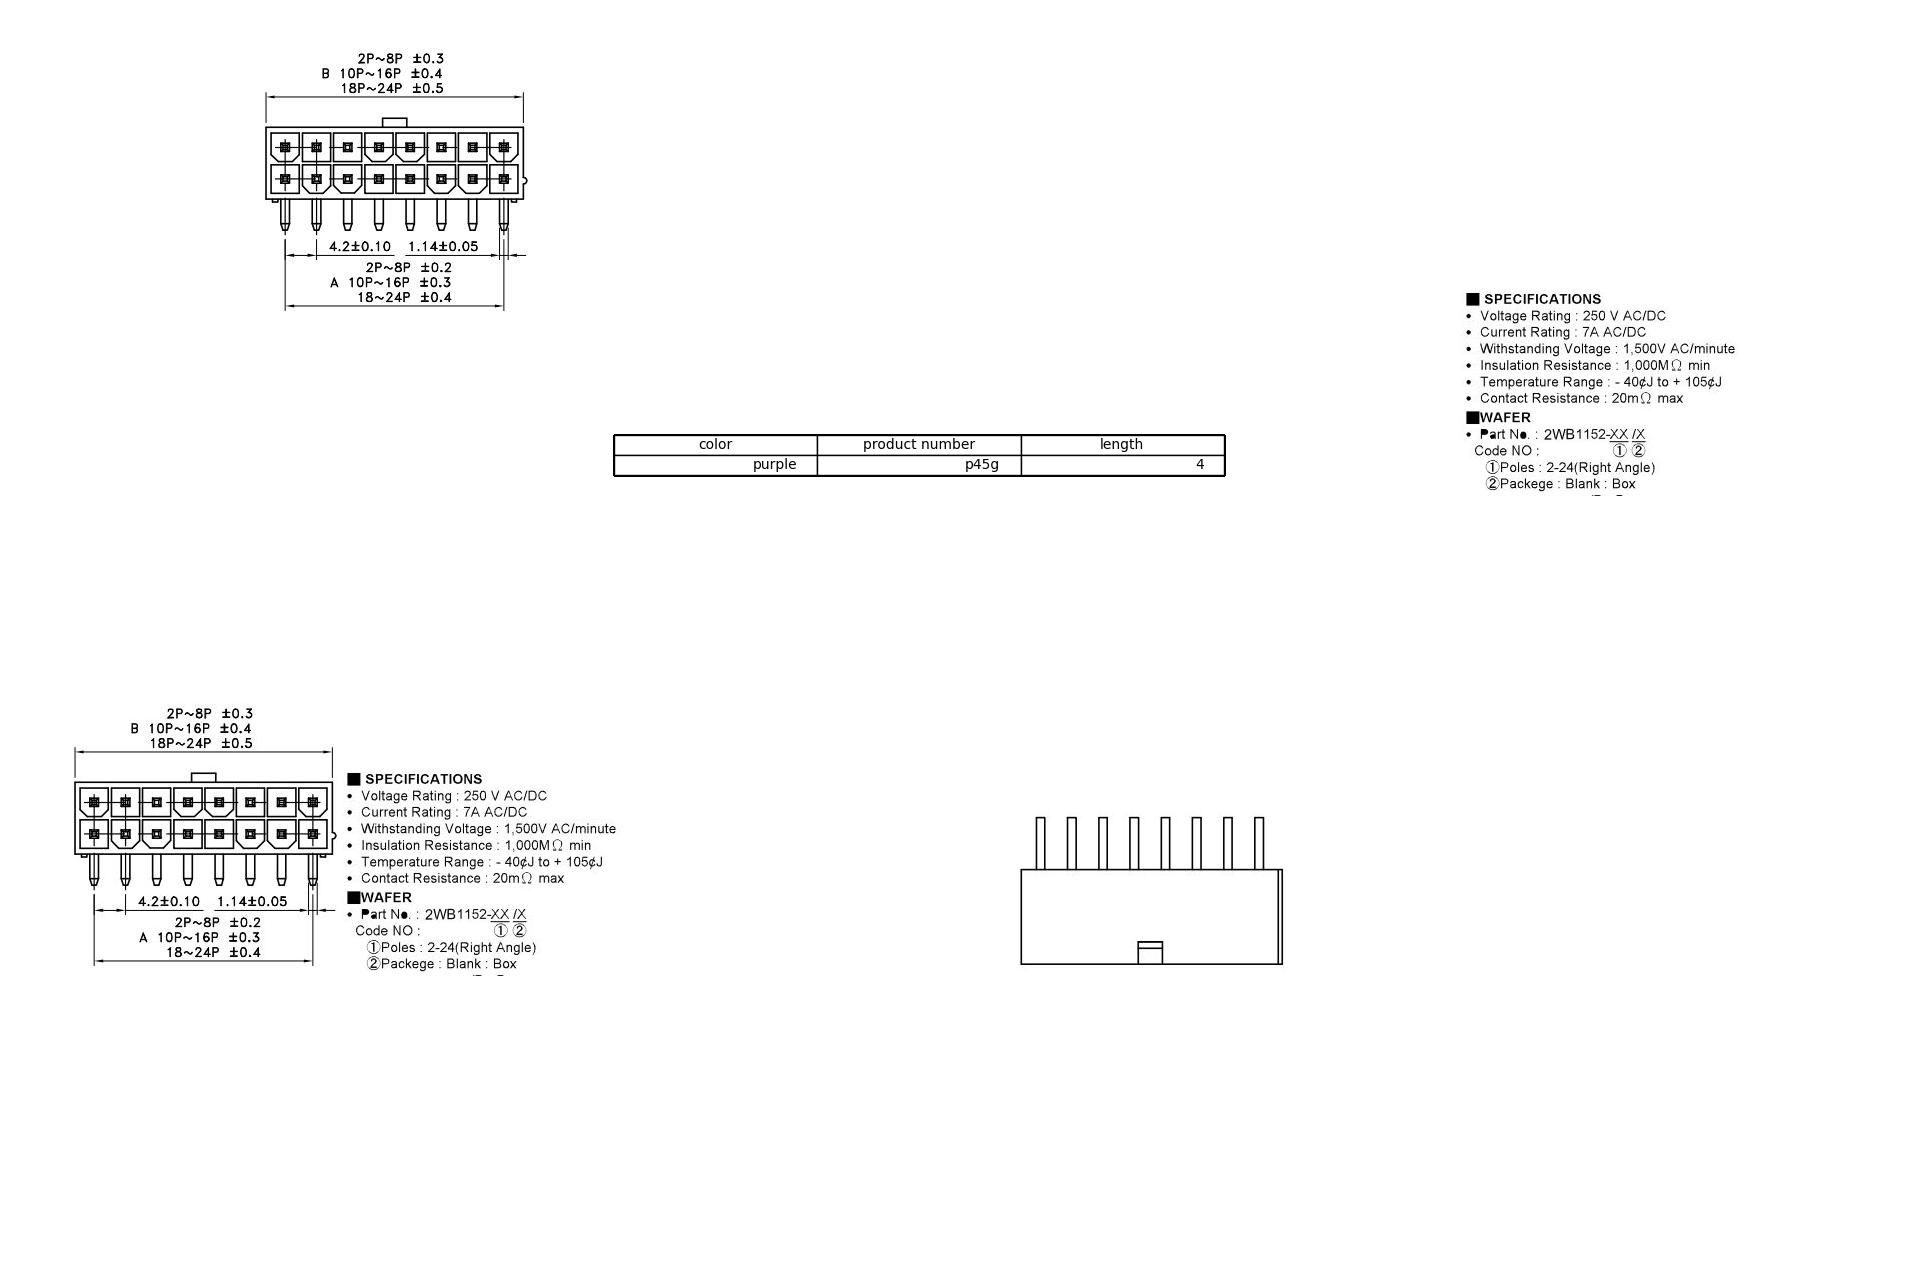 2P~8P ±0.3
B 10P~16P ±0.4
18P~24P ±0.5
4.2±0.10 1.14±0.05
2P~8P ±0.2
A 10P~16P ±0.3
18~24P ±0.4
■ SPECIFICATIONS
• Voltage Rating : 250 V AC/DC
• Current Rating : 7A AC/DC
• Withstanding Voltage : 1,500V AC/minute
• Insulation Resistance : 1,000MΩ min
• Temperature Range : - 40¢J to + 105¢J
• Contact Resistance : 20mΩ max
■WAFER
• Part No. : 2WB1152-XX /X
Code NO : ① ②
①Poles : 2-24(Right Angle)
②Packege : Blank : Box
color product number length
purple p45g 4
2P~8P ±0.3
B 10P~16P ±0.4
18P~24P ±0.5
4.2±0.10 1.14±0.05
2P~8P ±0.2
A 10P~16P ±0.3
18~24P ±0.4
■ SPECIFICATIONS
• Voltage Rating : 250 V AC/DC
• Current Rating : 7A AC/DC
• Withstanding Voltage : 1,500V AC/minute
• Insulation Resistance : 1,000MΩ min
• Temperature Range : - 40¢J to + 105¢J
• Contact Resistance : 20mΩ max
■WAFER
• Part No. : 2WB1152-XX /X
Code NO : ① ②
①Poles : 2-24(Right Angle)
②Packege : Blank : Box